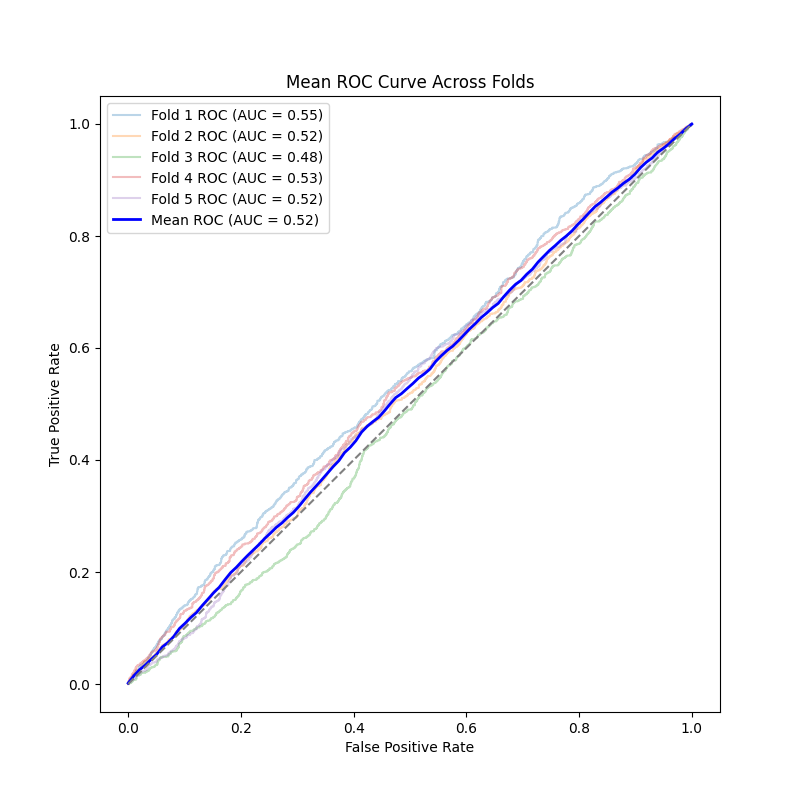 Mean ROC Curve Across Folds
Fold 1 ROC (AUC = 0.55)
Fold 2 ROC (AUC = 0.52)
Fold 3 ROC (AUC = 0.48)
Fold 4 ROC (AUC = 0.53)
Fold 5 ROC (AUC = 0.52)
Mean ROC (AUC = 0.52)
True Positive Rate
1.0
0.8
0.6
0.4
0.2
0.0
0.0 0.2 0.4 0.6 0.8 1.0
False Positive Rate